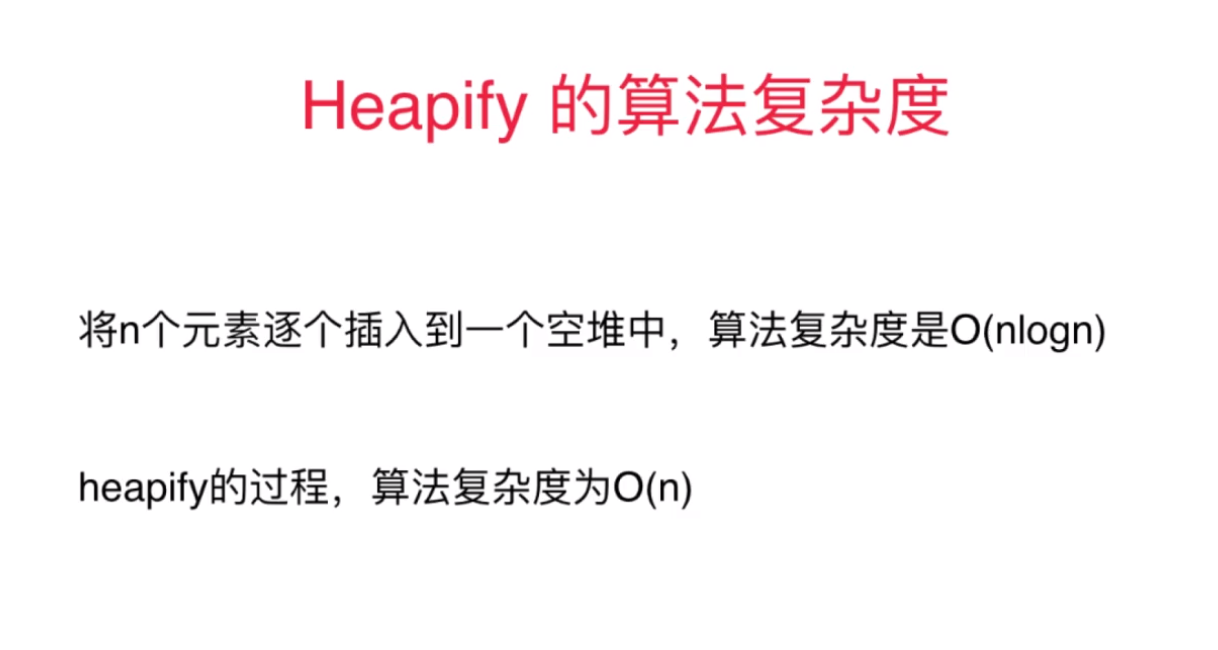 Heapify 的算法复杂度
将n个元素逐个插入到一个空堆中，算法复杂度是O(nlogn)
heapify的过程，算法复杂度为O(n)